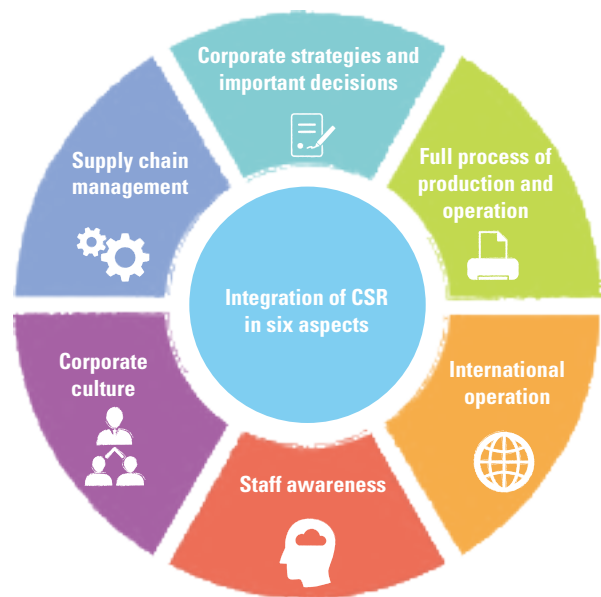 Corporate strategies and
important decisions
Full process of
production and
operation
International
operation
Staff awareness
Corporate
culture
Supply chain
management
Integration of CSR
in six aspects